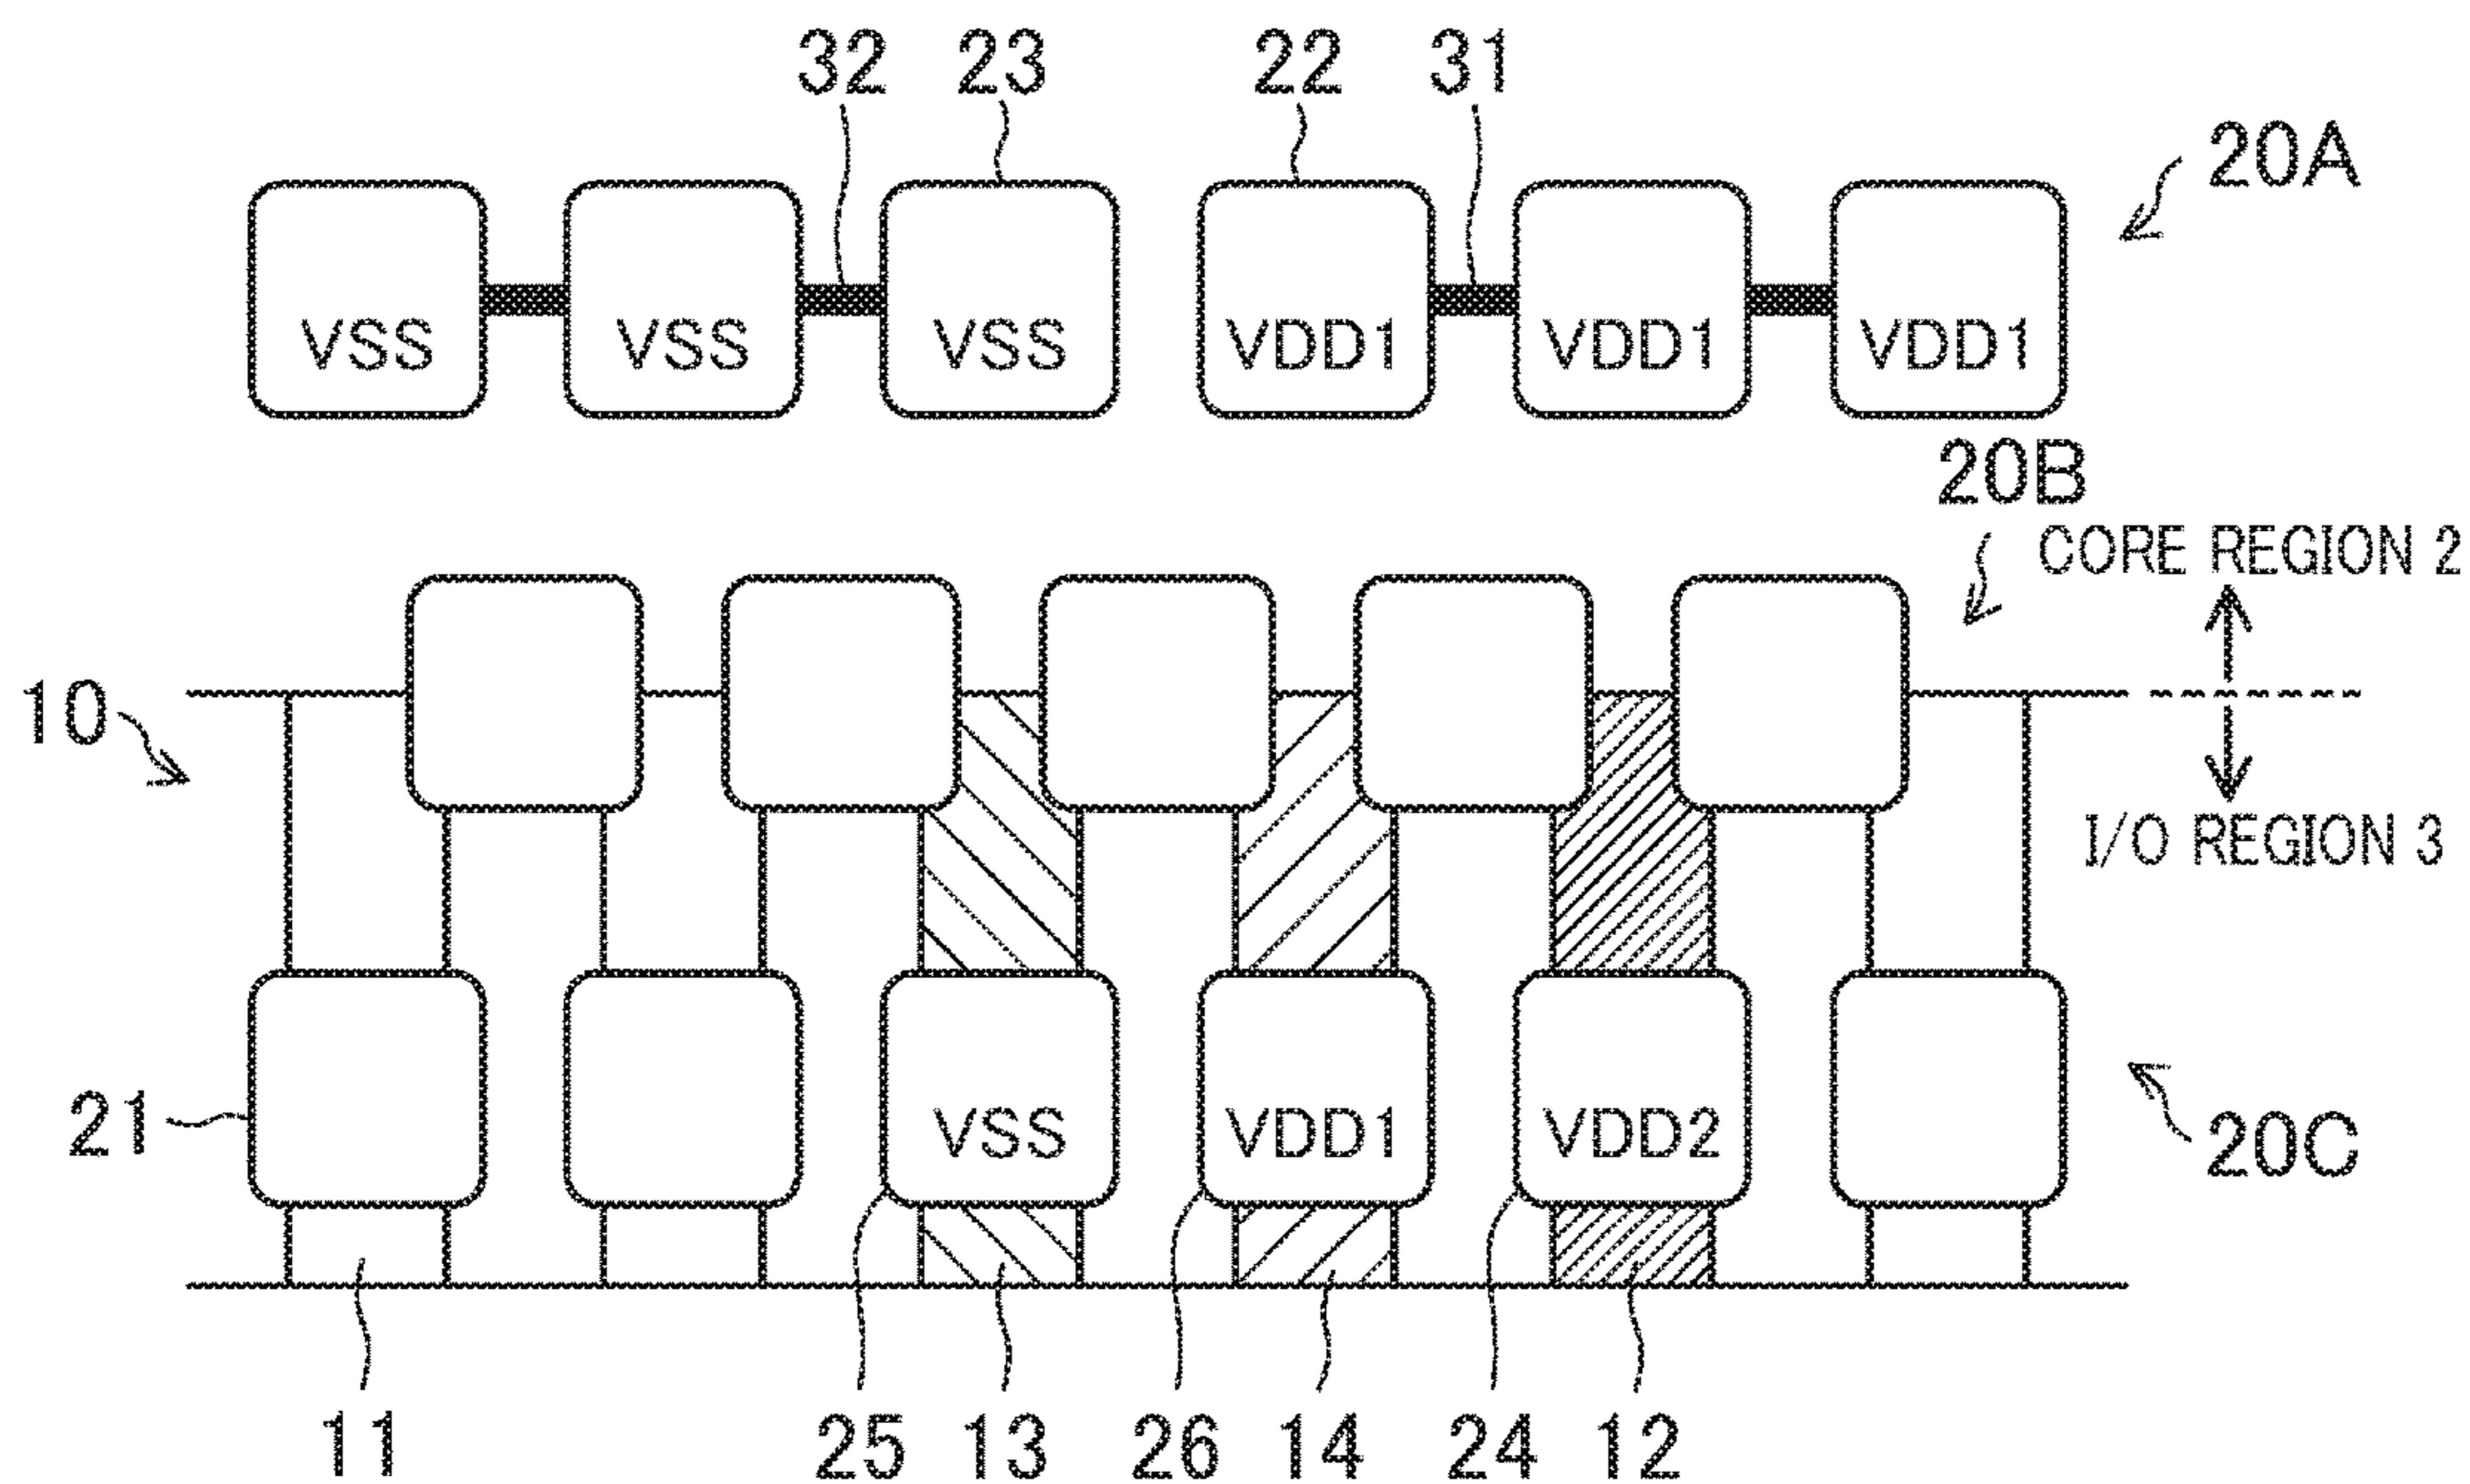 32 23 22 31
20A
VSS VSS VSS VDD1 VDD1 VDD1
20B
CORE REGION 2
10
I/O REGION 3
21 VSS VDD1 VDD2 20C
11 25 13 26 14 24 12